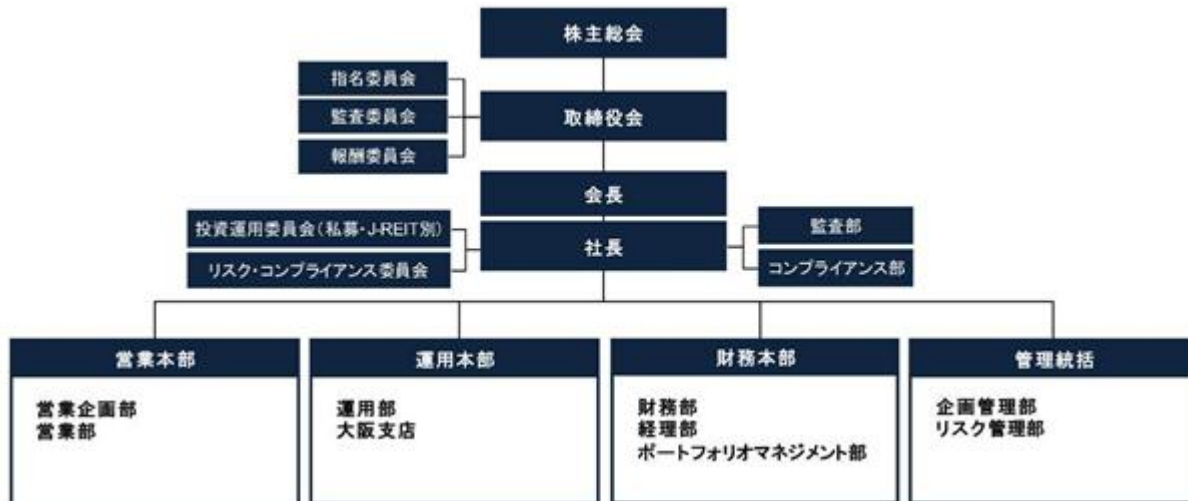 株主総会
指名委員会
監査委員会
報酬委員会
取締役会
会長
社長
投資運用委員会(私募・J-REIT別)
リスク・コンプライアンス委員会
監査部
コンプライアンス部
営業本部
営業企画部
営業部
運用本部
運用部
大阪支店
財務本部
財務部
経理部
ポートフォリオマネジメント部
管理統括
企画管理部
リスク管理部